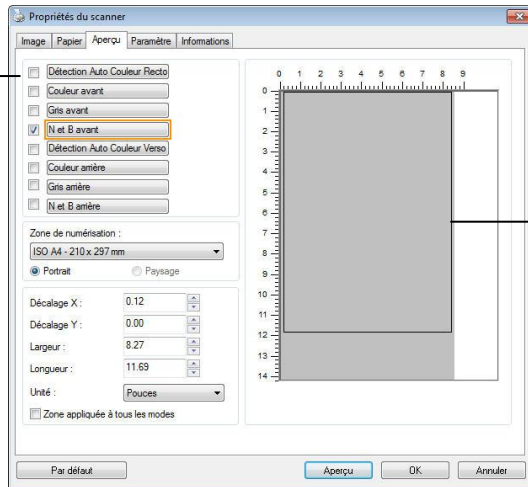 Propriétés du scanner
Image Papier Aperçu Paramètre Informations
Détection Auto Couleur Recto
Couleur avant
Gris avant
N et B avant
Détection Auto Couleur Verso
Couleur arrière
Gris arrière
N et B arrière
Zone de numérisation :
ISO A4 - 210 x 297 mm
Portrait Paysage
Décalage X : 0.12
Décalage Y : 0.00
Largeur : 8.27
Longueur : 11.69
Unité : Pouces
Zone appliquée à tous les modes
0 1 2 3 4 5 6 7 8 9
0
1
2
3
4
5
6
7
8
9
10
11
12
13
14
Par défaut Aperçu OK Annuler